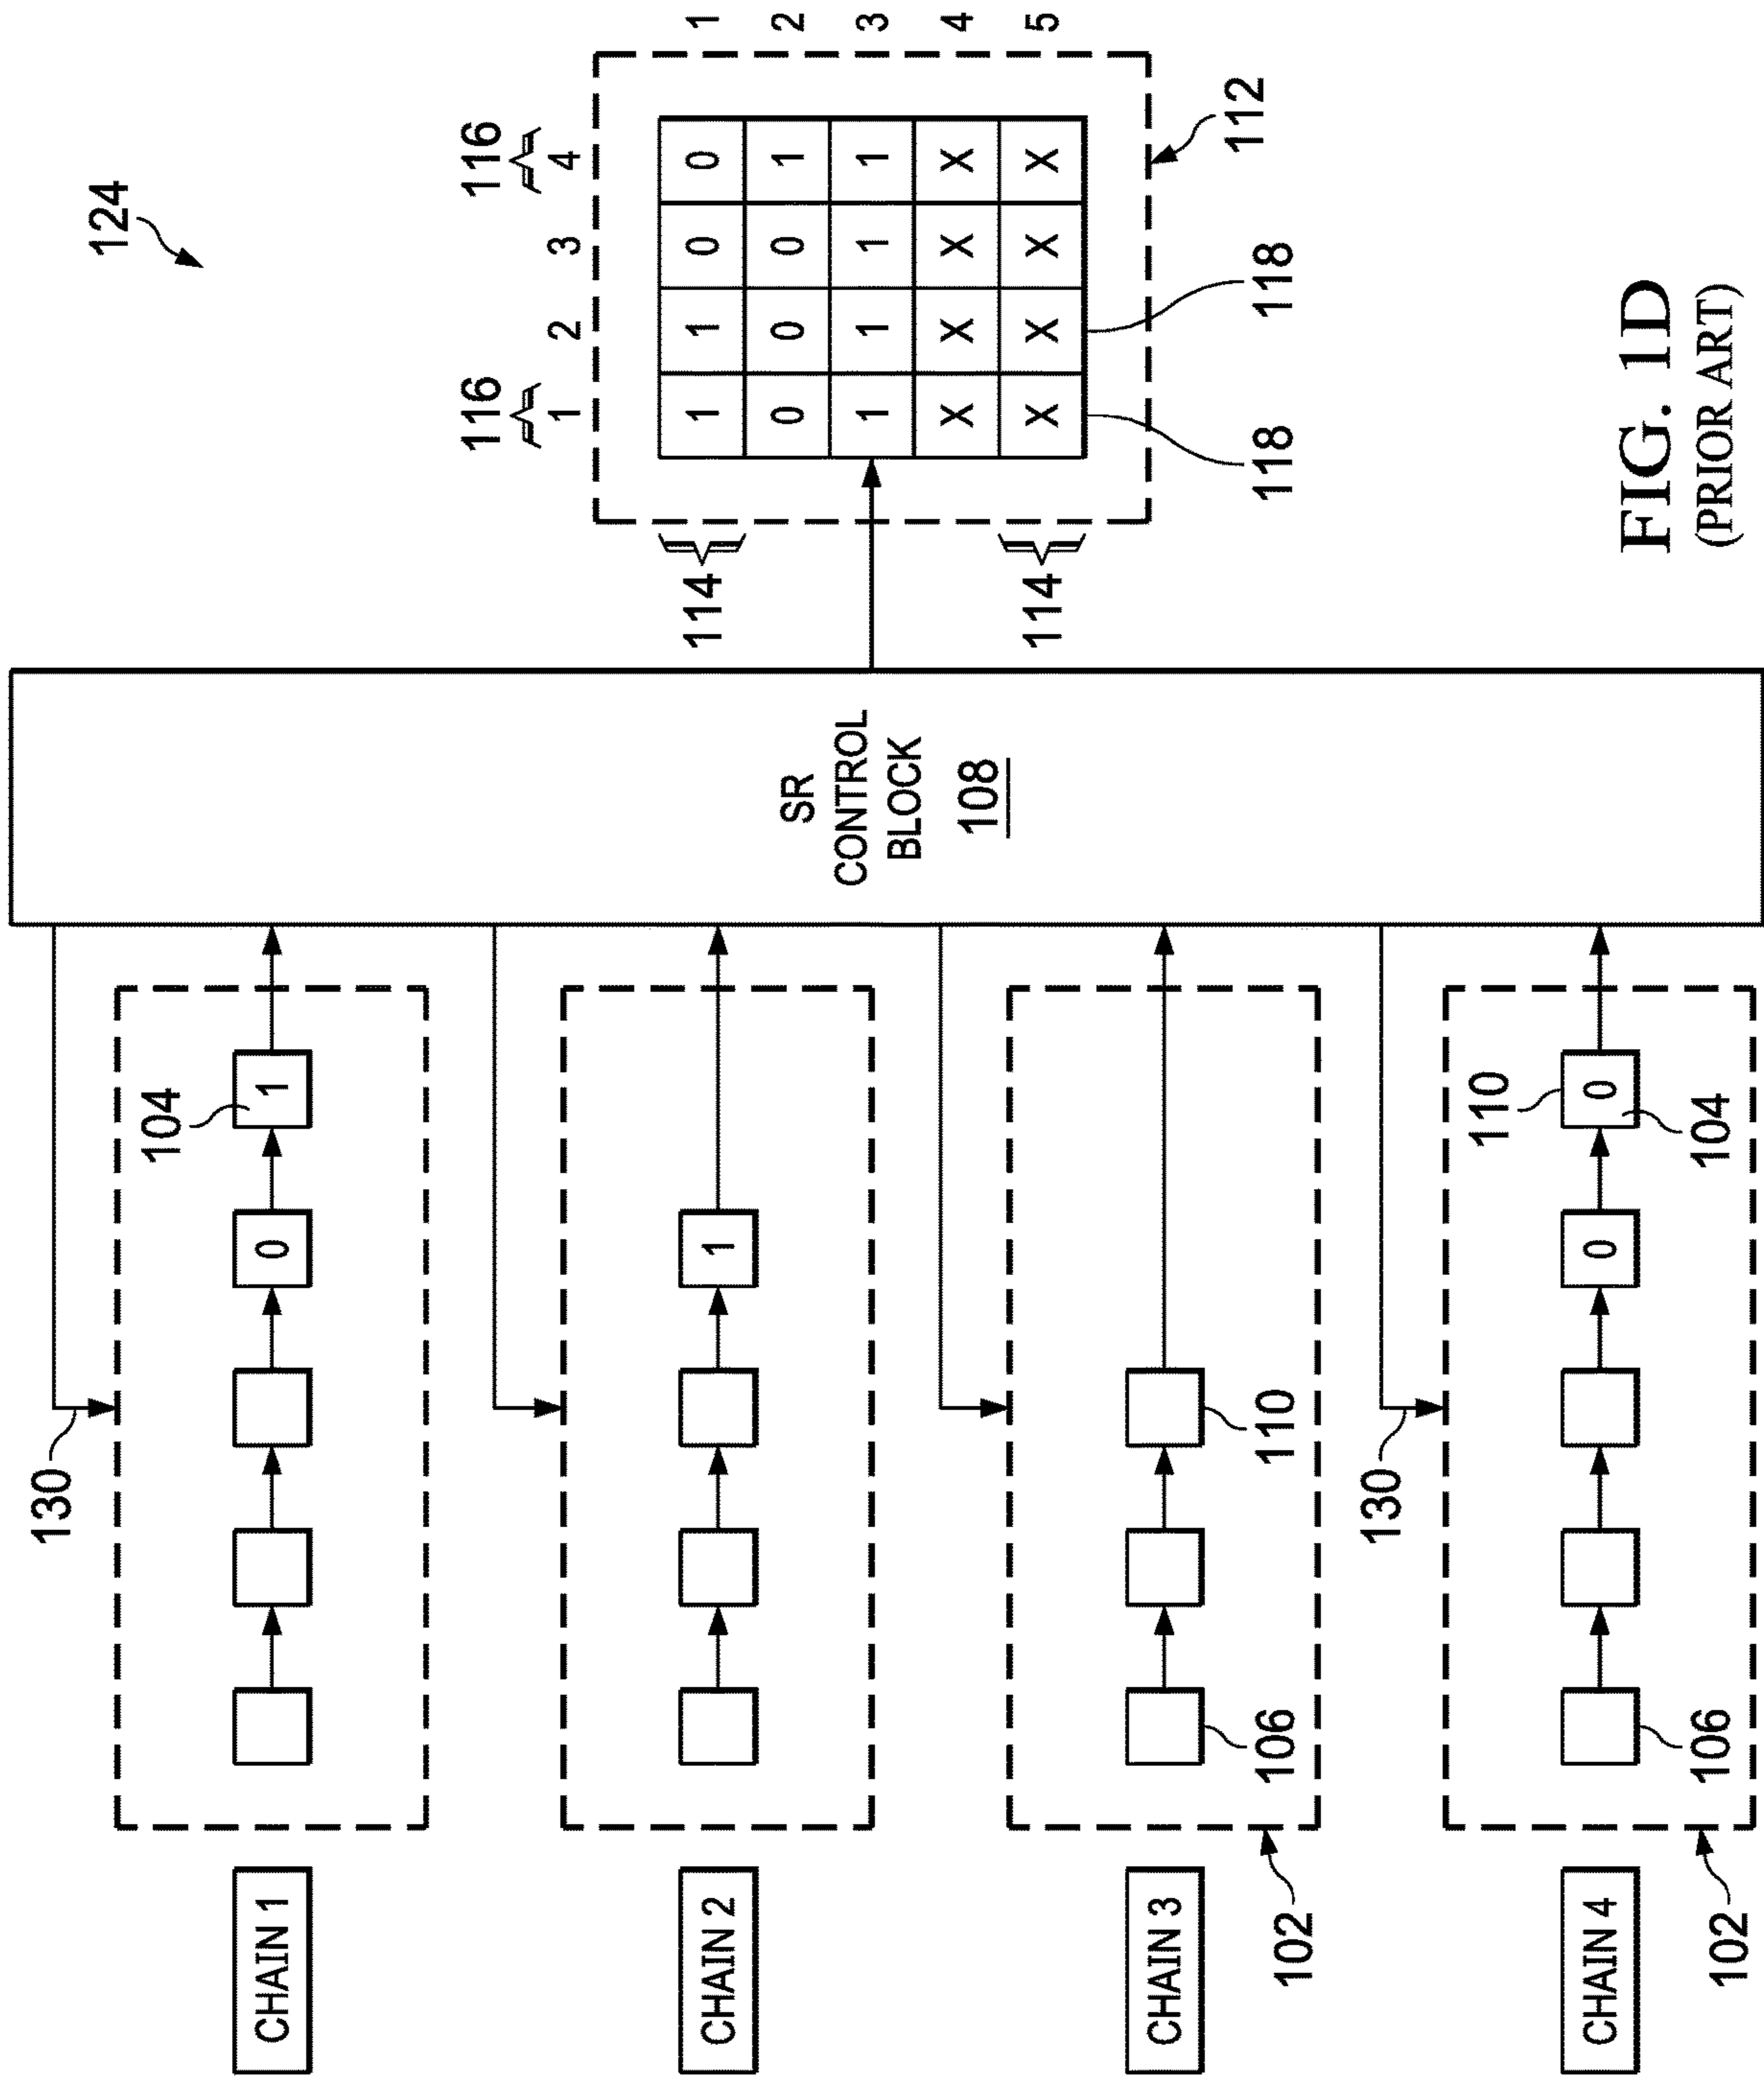 124
130
104
CHAIN 1
0 1
116 116
1 2 3 4
CHAIN 2
1
114
1 1 0 0 1
0 0 0 1 2
1 1 1 1 3
X X X X 4
X X X X 5
114
SR
CONTROL
BLOCK
108
112
118 118
CHAIN 3
106 110
102
130
110
CHAIN 4
0 0
106 104
102
FIG. 1D
(PRIOR ART)